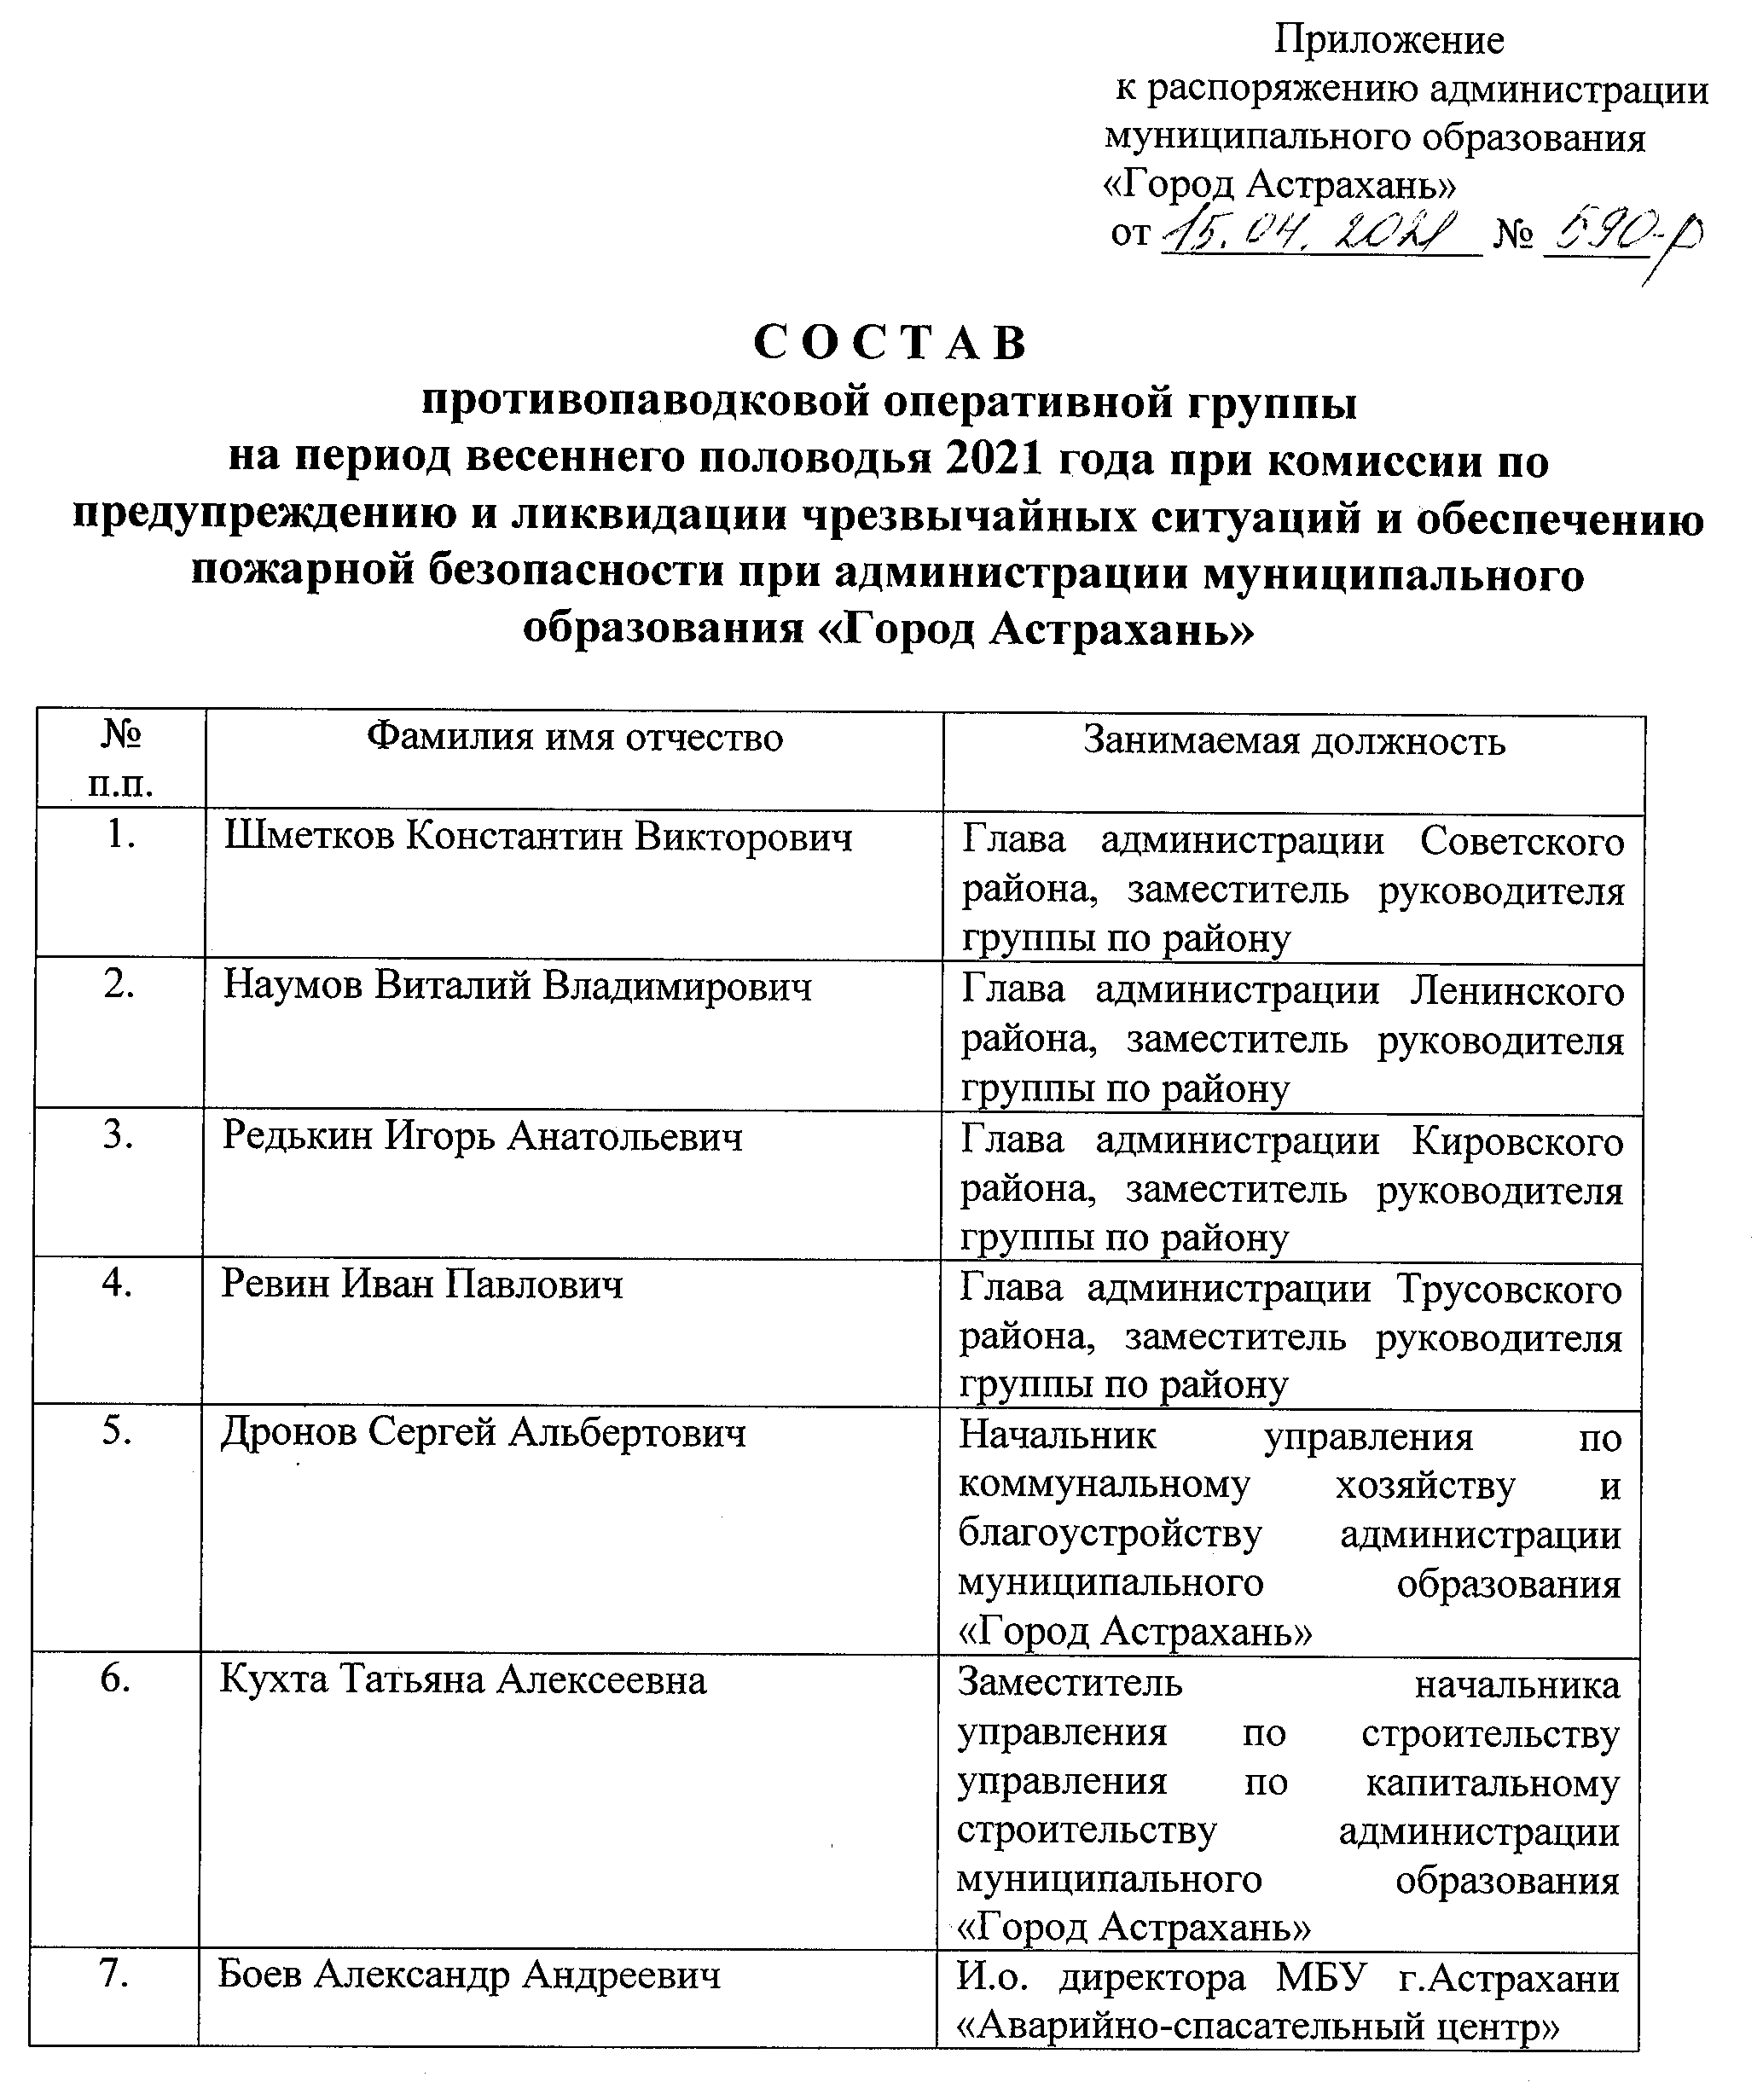 Приложение
к распоряжению администрации
муниципального образования
«Город Астрахань»
от 15.04.2021 № 590-р
С О С Т А В
противопаводковой оперативной группы
на период весеннего половодья 2021 года при комиссии по
предупреждению и ликвидации чрезвычайных ситуаций и обеспечению
пожарной безопасности при администрации муниципального
образования «Город Астрахань»
№
п.п.
Фамилия имя отчество
Занимаемая должность
1.
Шметков Константин Викторович
Глава администрации Советского
района, заместитель руководителя
группы по району
2.
Наумов Виталий Владимирович
Глава администрации Ленинского
района, заместитель руководителя
группы по району
3.
Редькин Игорь Анатольевич
Глава администрации Кировского
района, заместитель руководителя
группы по району
4.
Ревин Иван Павлович
Глава администрации Трусовского
района, заместитель руководителя
группы по району
5.
Дронов Сергей Альбертович
Начальник управления по
коммунальному хозяйству и
благоустройству администрации
муниципального образования
«Город Астрахань»
6.
Кухта Татьяна Алексеевна
Заместитель начальника
управления по строительству
управления по капитальному
строительству администрации
муниципального образования
«Город Астрахань»
7.
Боев Александр Андреевич
И.о. директора МБУ г.Астрахани
«Аварийно-спасательный центр»